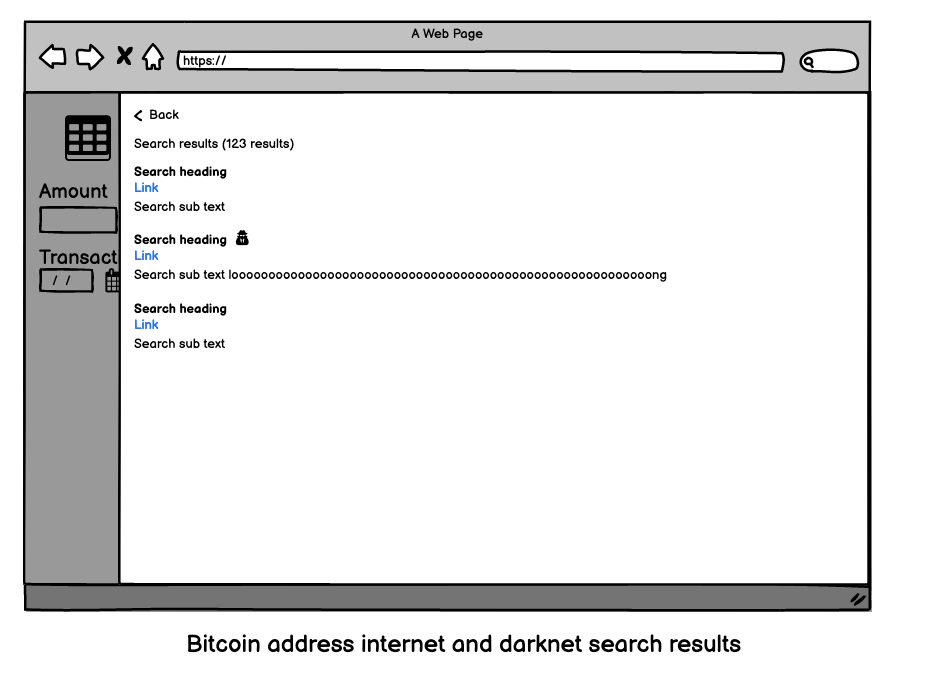 A Web Page
https://
Back
Search results (123 results)
Search heading
Link
Search sub text
Amount
Search heading
Link
Transact
Search sub text looooooooooooooooooooooooooooooooooooooooooooooooooooooooong
/ /
Search heading
Link
Search sub text
Bitcoin address internet and darknet search results